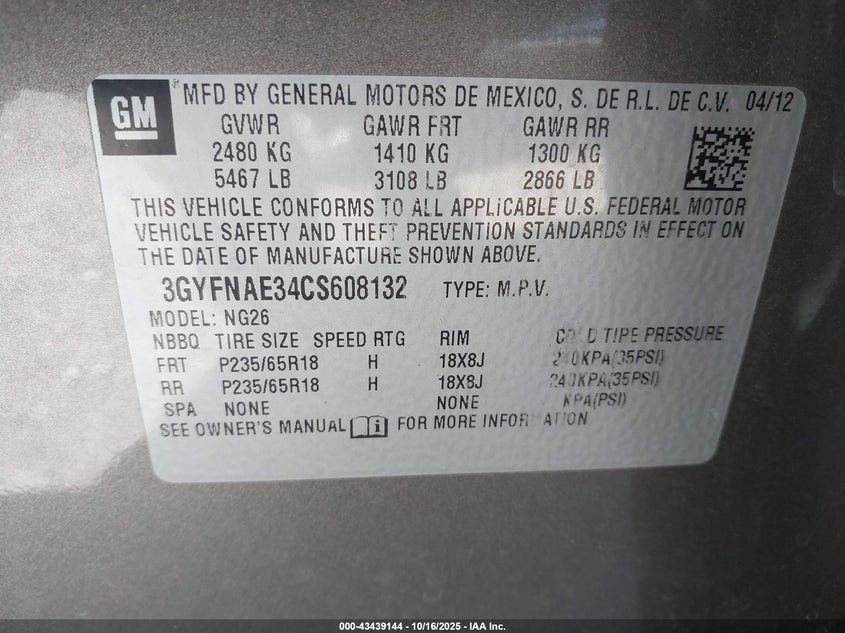 GM
® MFD BY GENERAL MOTORS DE MEXICO, S. DE R.L. DE C.V. 04/12
GVWR GAWR FRT GAWR RR
2480 KG 1410 KG 1300 KG
5467 LB 3108 LB 2866 LB
THIS VEHICLE CONFORMS TO ALL APPLICABLE U.S. FEDERAL MOTOR
VEHICLE SAFETY AND THEFT PREVENTION STANDARDS IN EFFECT ON
THE DATE OF MANUFACTURE SHOWN ABOVE.
3GYFNAE34CS608132 TYPE: M.P.V.
MODEL: NG26
NBBQ TIRE SIZE SPEED RTG RIM COLD TIRE PRESSURE
FRT P235/65R18 H 18X8J 240KPA(35PSI)
RR P235/65R18 H 18X8J 240KPA(35PSI)
SPA NONE NONE KPA(PSI)
SEE OWNER'S MANUAL i FOR MORE INFORMATION
000-43439144 - 10/16/2025 - IAA Inc.